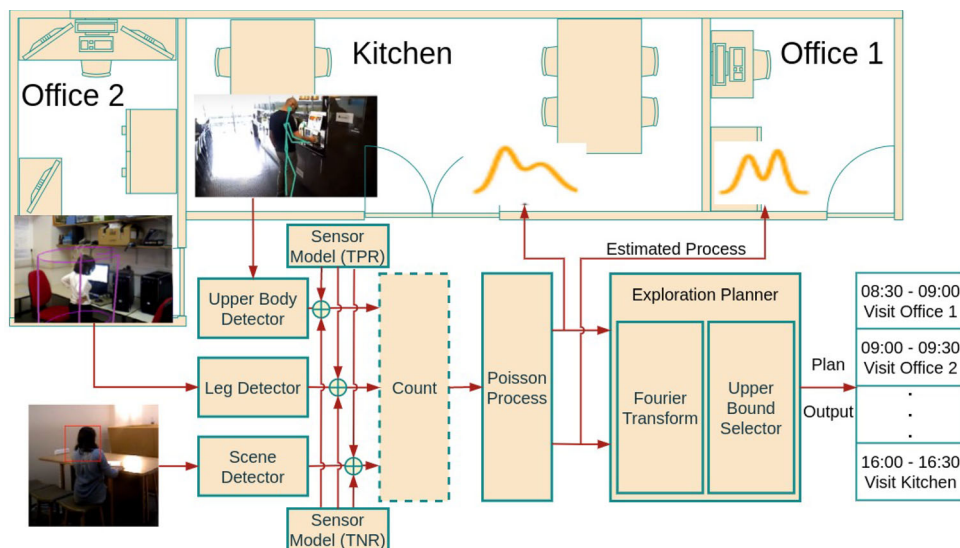 Office 2
Kitchen
Office 1
Sensor
Model (TPR)
Estimated Process
Upper Body
Detector
Leg Detector
Scene
Detector
Sensor
Model (TNR)
Count
Poisson
Process
Exploration Planner
Fourier
Transform
Upper
Bound
Selector
Plan
Output
08:30 - 09:00
Visit Office 1
09:00 - 09:30
Visit Office 2
.
.
.
16:00 - 16:30
Visit Kitchen